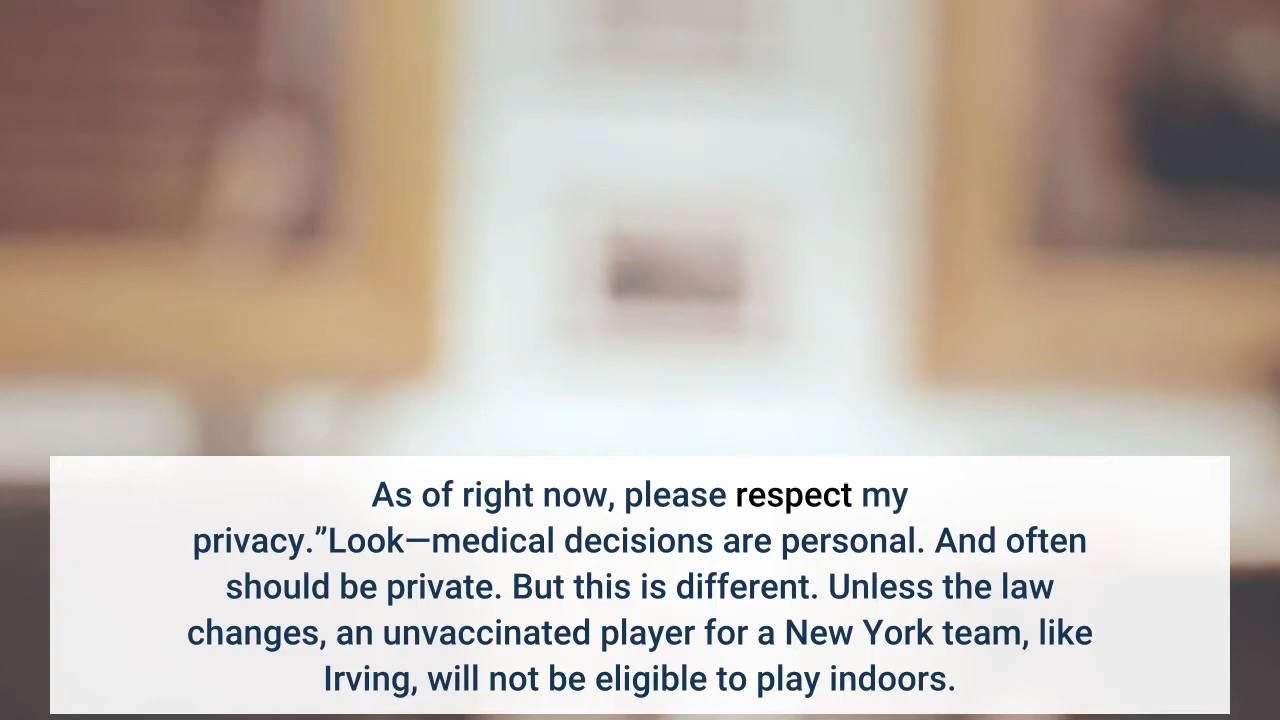 As of right now, please respect my
privacy.”Look—medical decisions are personal. And often
should be private. But this is different. Unless the law
changes, an unvaccinated player for a New York team, like
Irving, will not be eligible to play indoors.